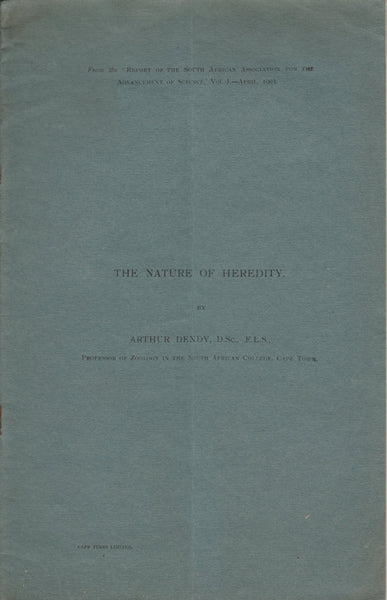 From the "Report of the South African Association for the
Advancement of Science," Vol. I.—April, 1903.
THE NATURE OF HEREDITY.
BY
ARTHUR DENDY, D.Sc., F.L.S.,
Professor of Zoology in the South African College, Cape Town.
CAPE TIMES LIMITED.